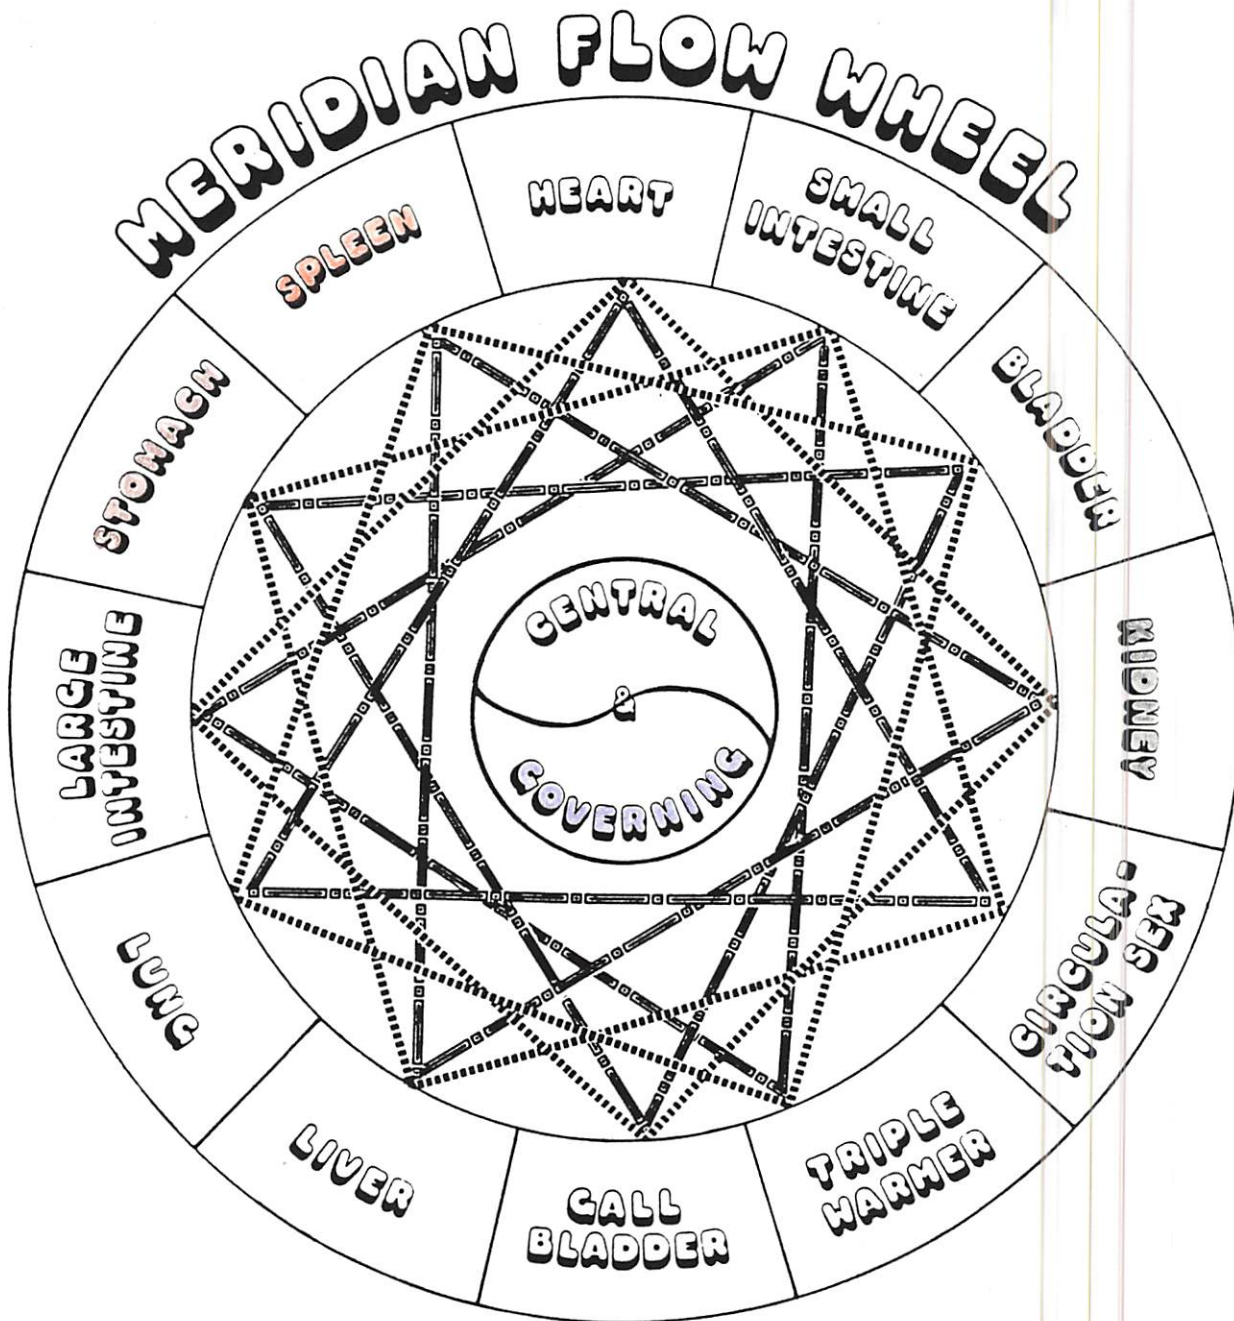 MERIDIAN FLOW WHEEL
HEART
SMALL
INTESTINE
BLADDER
KIDNEY
CIRCULA-
TION SEX
TRIPLE
WARMER
GALL
BLADDER
LIVER
LUNG
LARGE
INTESTINE
STOMACH
SPLEEN
CENTRAL
&
GOVERNING